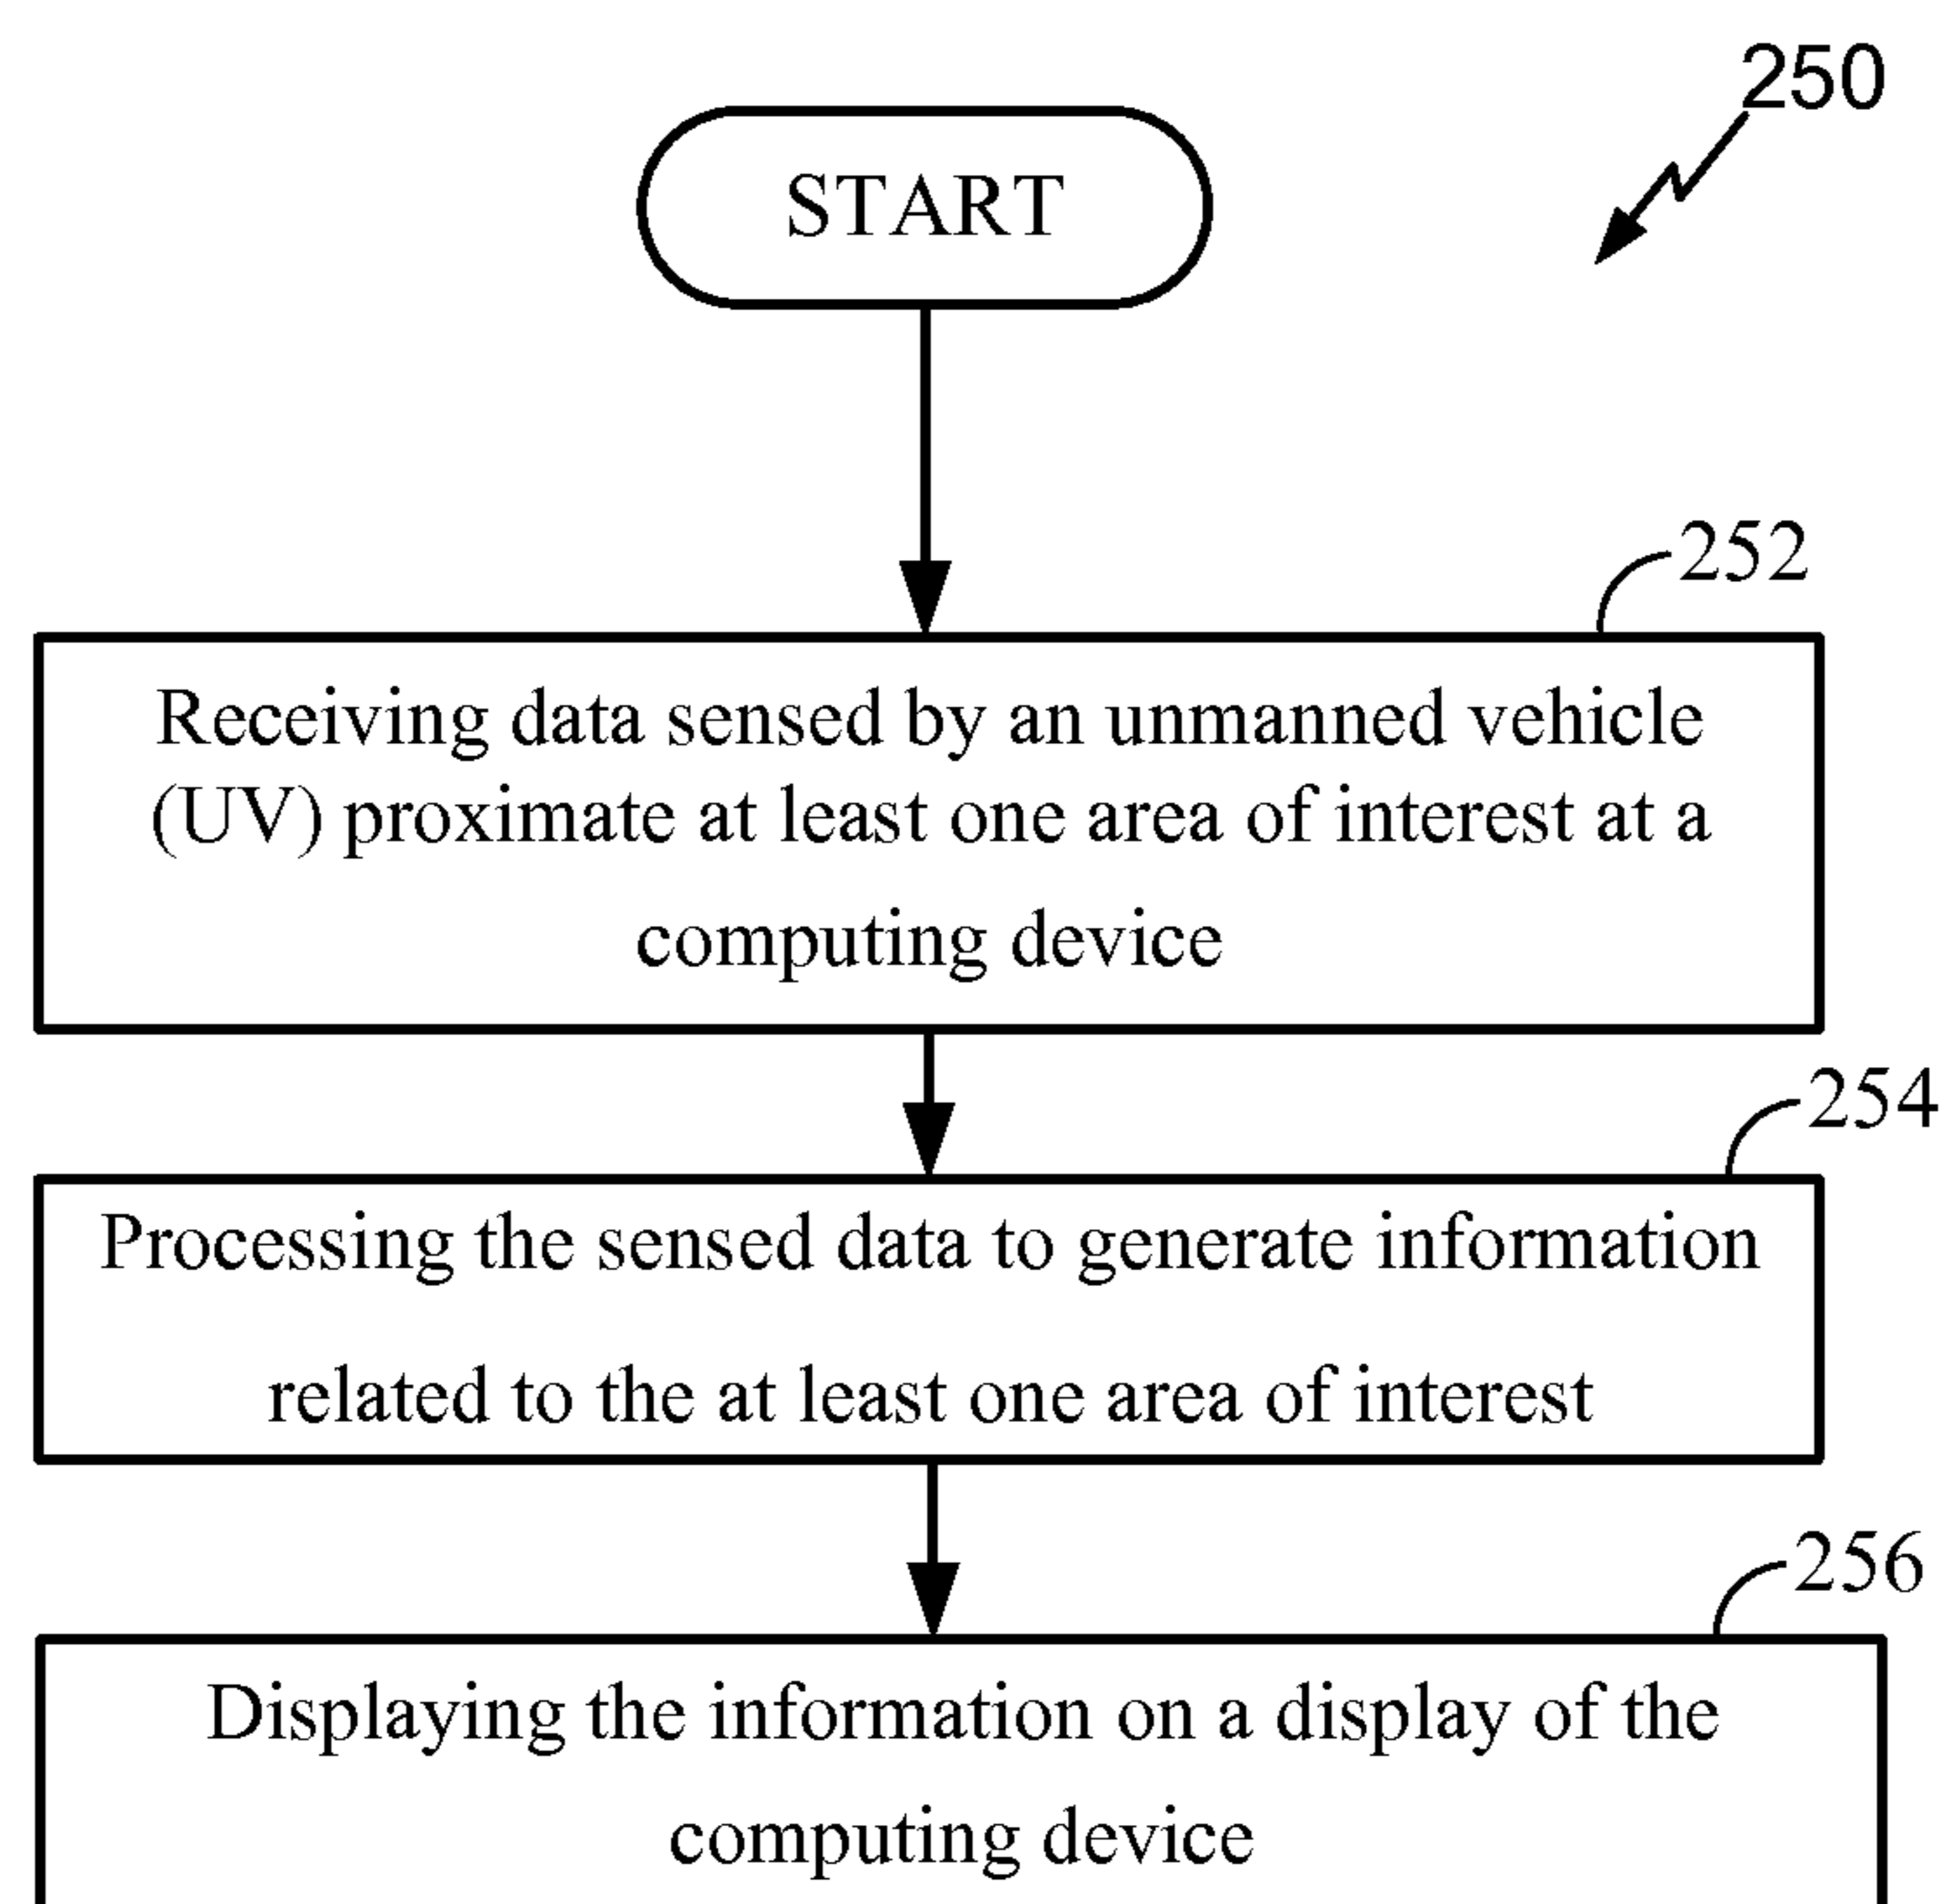 250
START
252
Receiving data sensed by an unmanned vehicle
(UV) proximate at least one area of interest at a
computing device
254
Processing the sensed data to generate information
related to the at least one area of interest
256
Displaying the information on a display of the
computing device